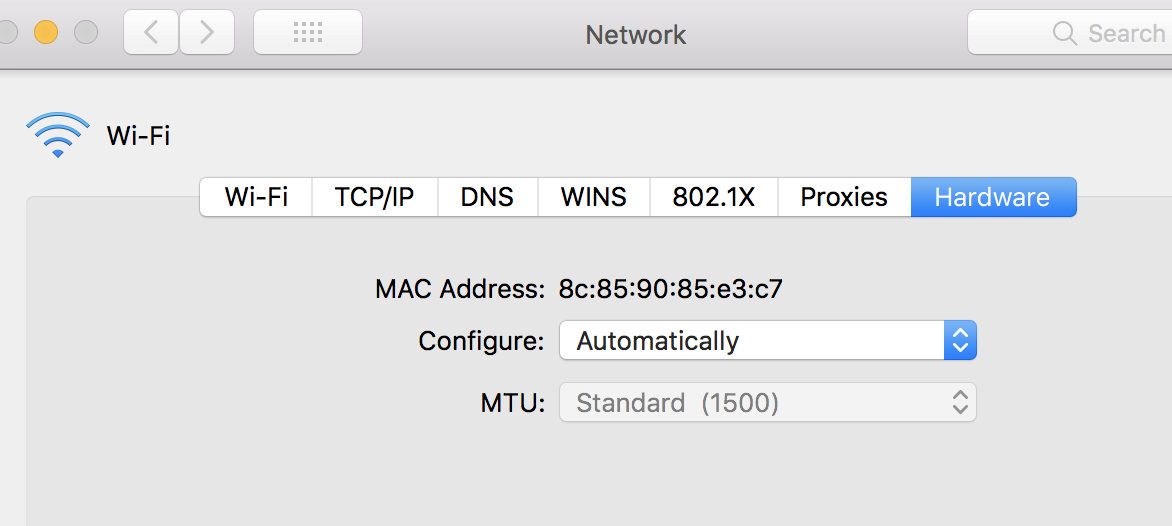 Network
Search
Wi-Fi
Wi-Fi TCP/IP DNS WINS 802.1X Proxies Hardware
MAC Address: 8c:85:90:85:e3:c7
Configure: Automatically
MTU: Standard (1500)